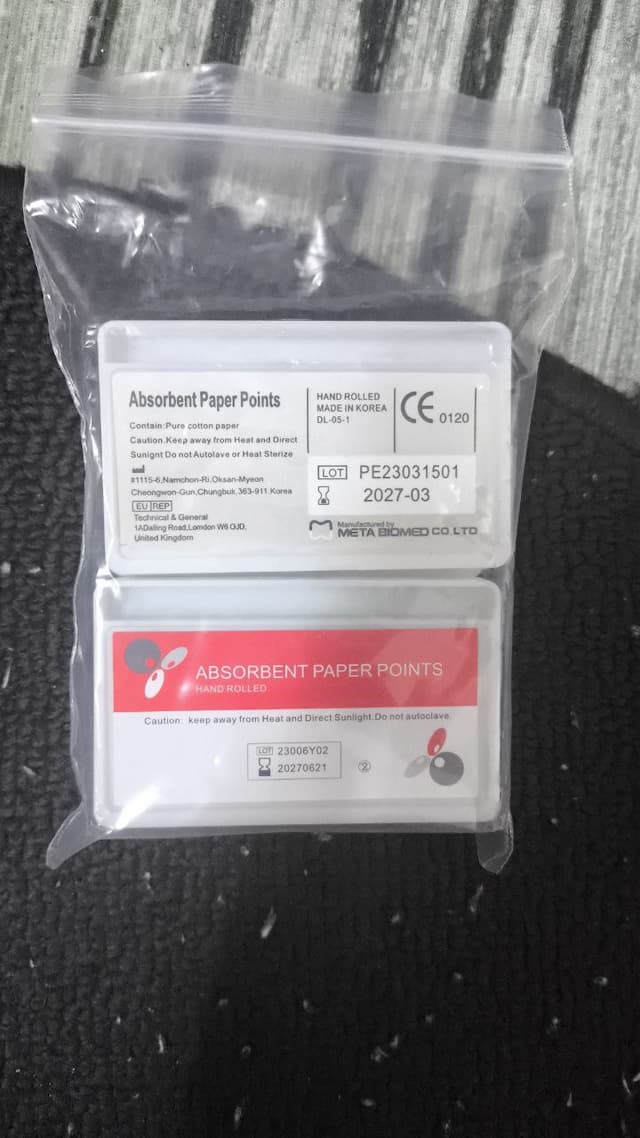 Absorbent Paper Points
Contain:Pure cotton paper
Caution.Keep away from Heat and Direct
Sunignt Do not Autolave or Heat Sterize
#1115-6,Namchon-Ri,Oksan-Myeon
Cheongwon-Gun,Chungbuk.363-911.Korea
EU REP
Technical & General
1ADalling Road,London W6 OJD,
United Kingdom
HAND ROLLED
MADE IN KOREA
DL-05-1
CE 0120
LOT PE23031501
2027-03
Manufactured by
META BIOMED CO.LTD
ABSORBENT PAPER POINTS
HAND ROLLED
Caution: keep away from Heat and Direct Sunlight.Do not autoclave.
LOT 23006Y02
20270621
2